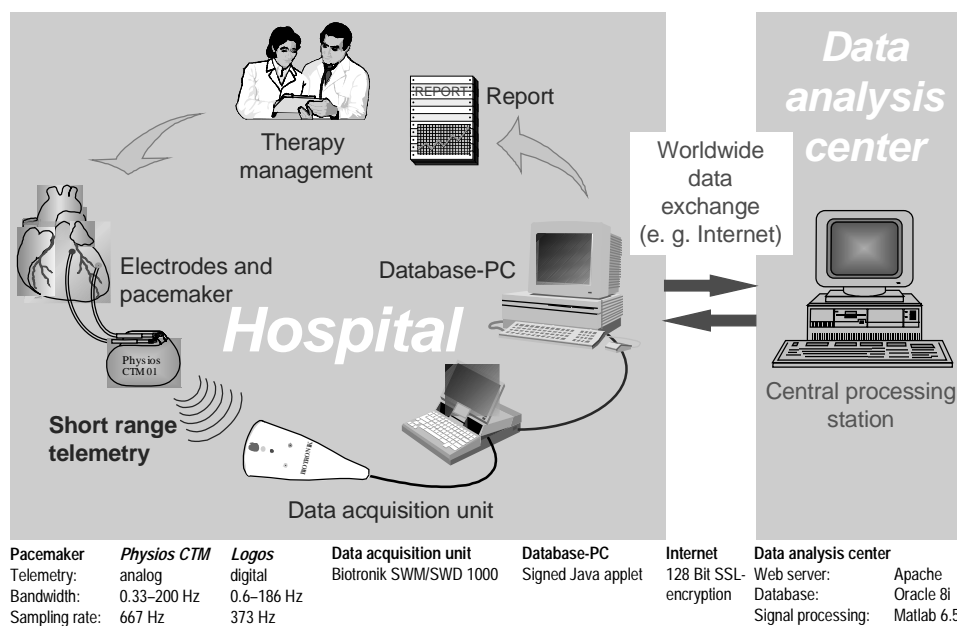 Data
analysis
center
REPORT
Report
Therapy
management
Worldwide
data
exchange
(e. g. Internet)
Electrodes and
pacemaker
Database-PC
Hospital
Physios
CTM 01
Central processing
station
Short range
telemetry
BIOTRONIK
Data acquisition unit
Pacemaker Physios CTM Logos Data acquisition unit Database-PC Internet Data analysis center
Telemetry: analog digital Biotronik SWM/SWD 1000 Signed Java applet 128 Bit SSL- Web server: Apache
Bandwidth: 0.33–200 Hz 0.6–186 Hz encryption Database: Oracle 8i
Sampling rate: 667 Hz 373 Hz Signal processing: Matlab 6.5